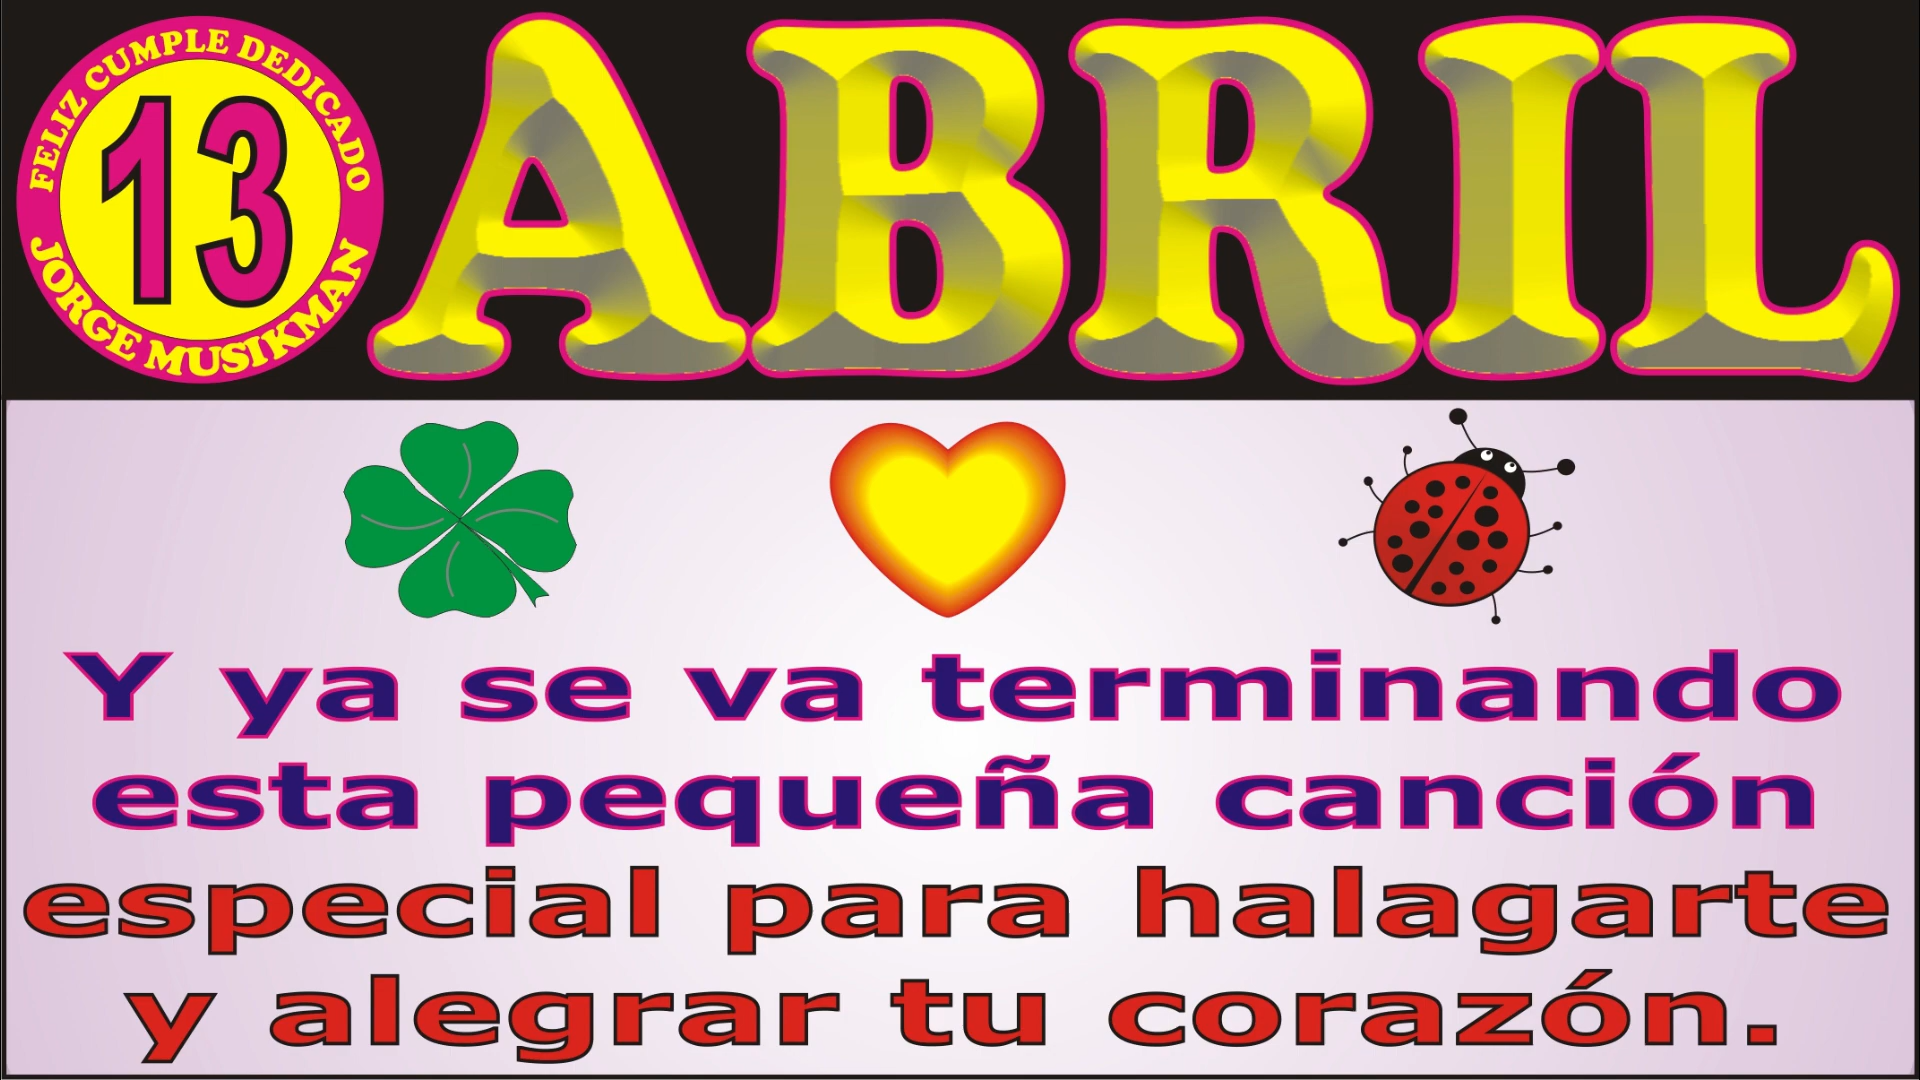 FELIZ CUMPLE DEDICADO
13
JORGE MUSIKMAN
ABRIL
Y ya se va terminando
esta pequeña canción
especial para halagarte
y alegrar tu corazón.